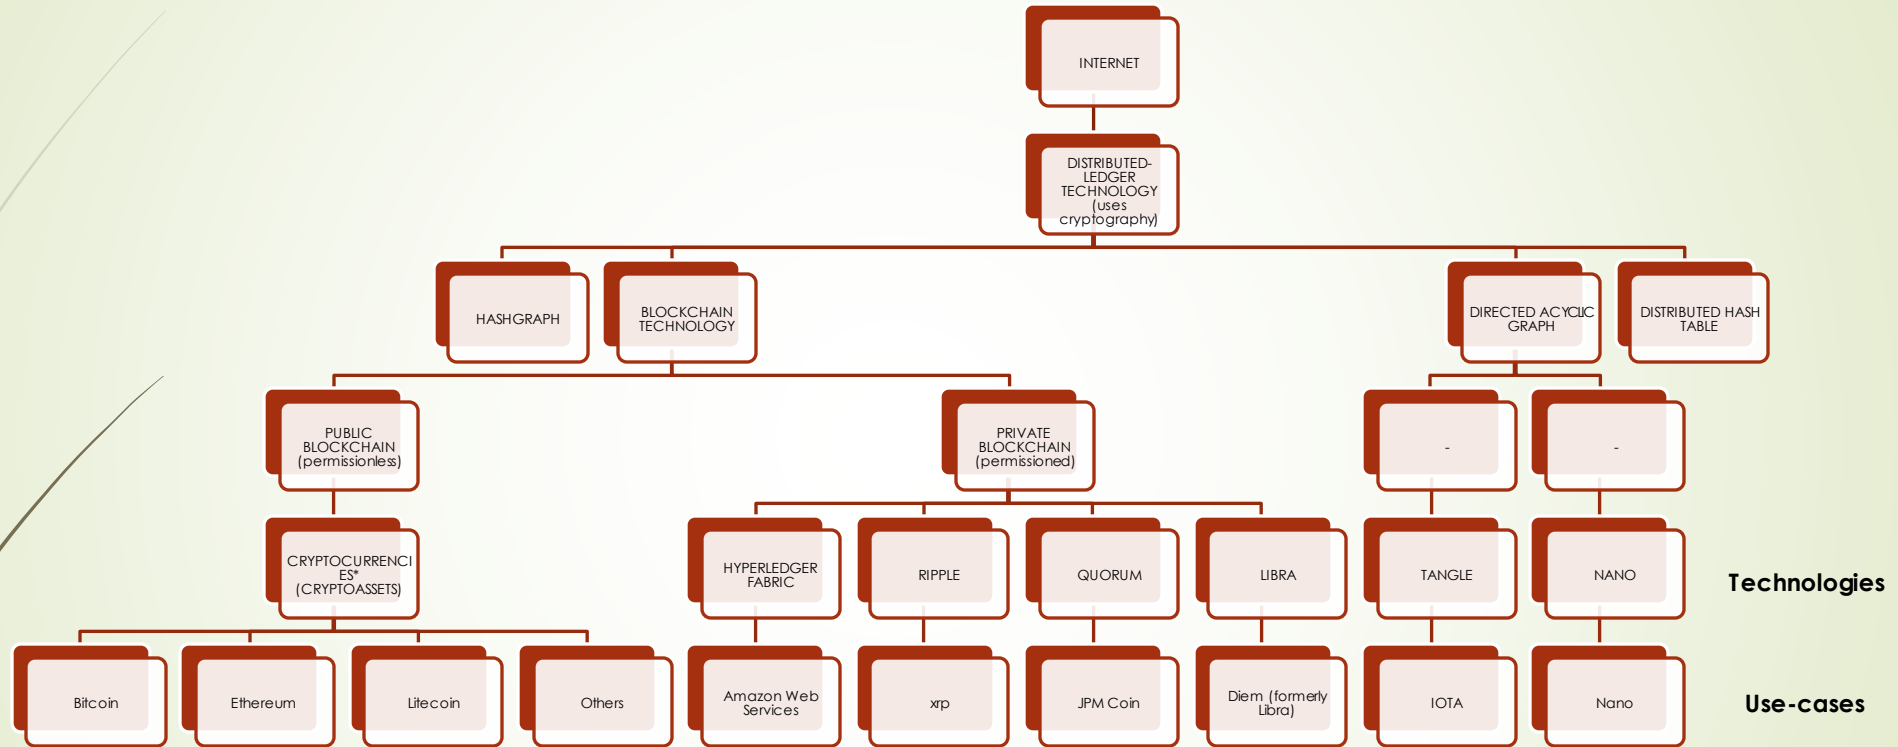 INTERNET
DISTRIBUTED-
LEDGER
TECHNOLOGY
(uses
cryptography)
HASHGRAPH
BLOCKCHAIN
TECHNOLOGY
DIRECTED ACYCLIC
GRAPH
DISTRIBUTED HASH
TABLE
PUBLIC
BLOCKCHAIN
(permissionless)
PRIVATE
BLOCKCHAIN
(permissioned)
-
-
CRYPTOCURRENCI
ES*
(CRYPTOASSETS)
HYPERLEDGER
FABRIC
RIPPLE
QUORUM
LIBRA
TANGLE
NANO
Technologies
Bitcoin
Ethereum
Litecoin
Others
Amazon Web
Services
xrp
JPM Coin
Diem (formerly
Libra)
IOTA
Nano
Use-cases